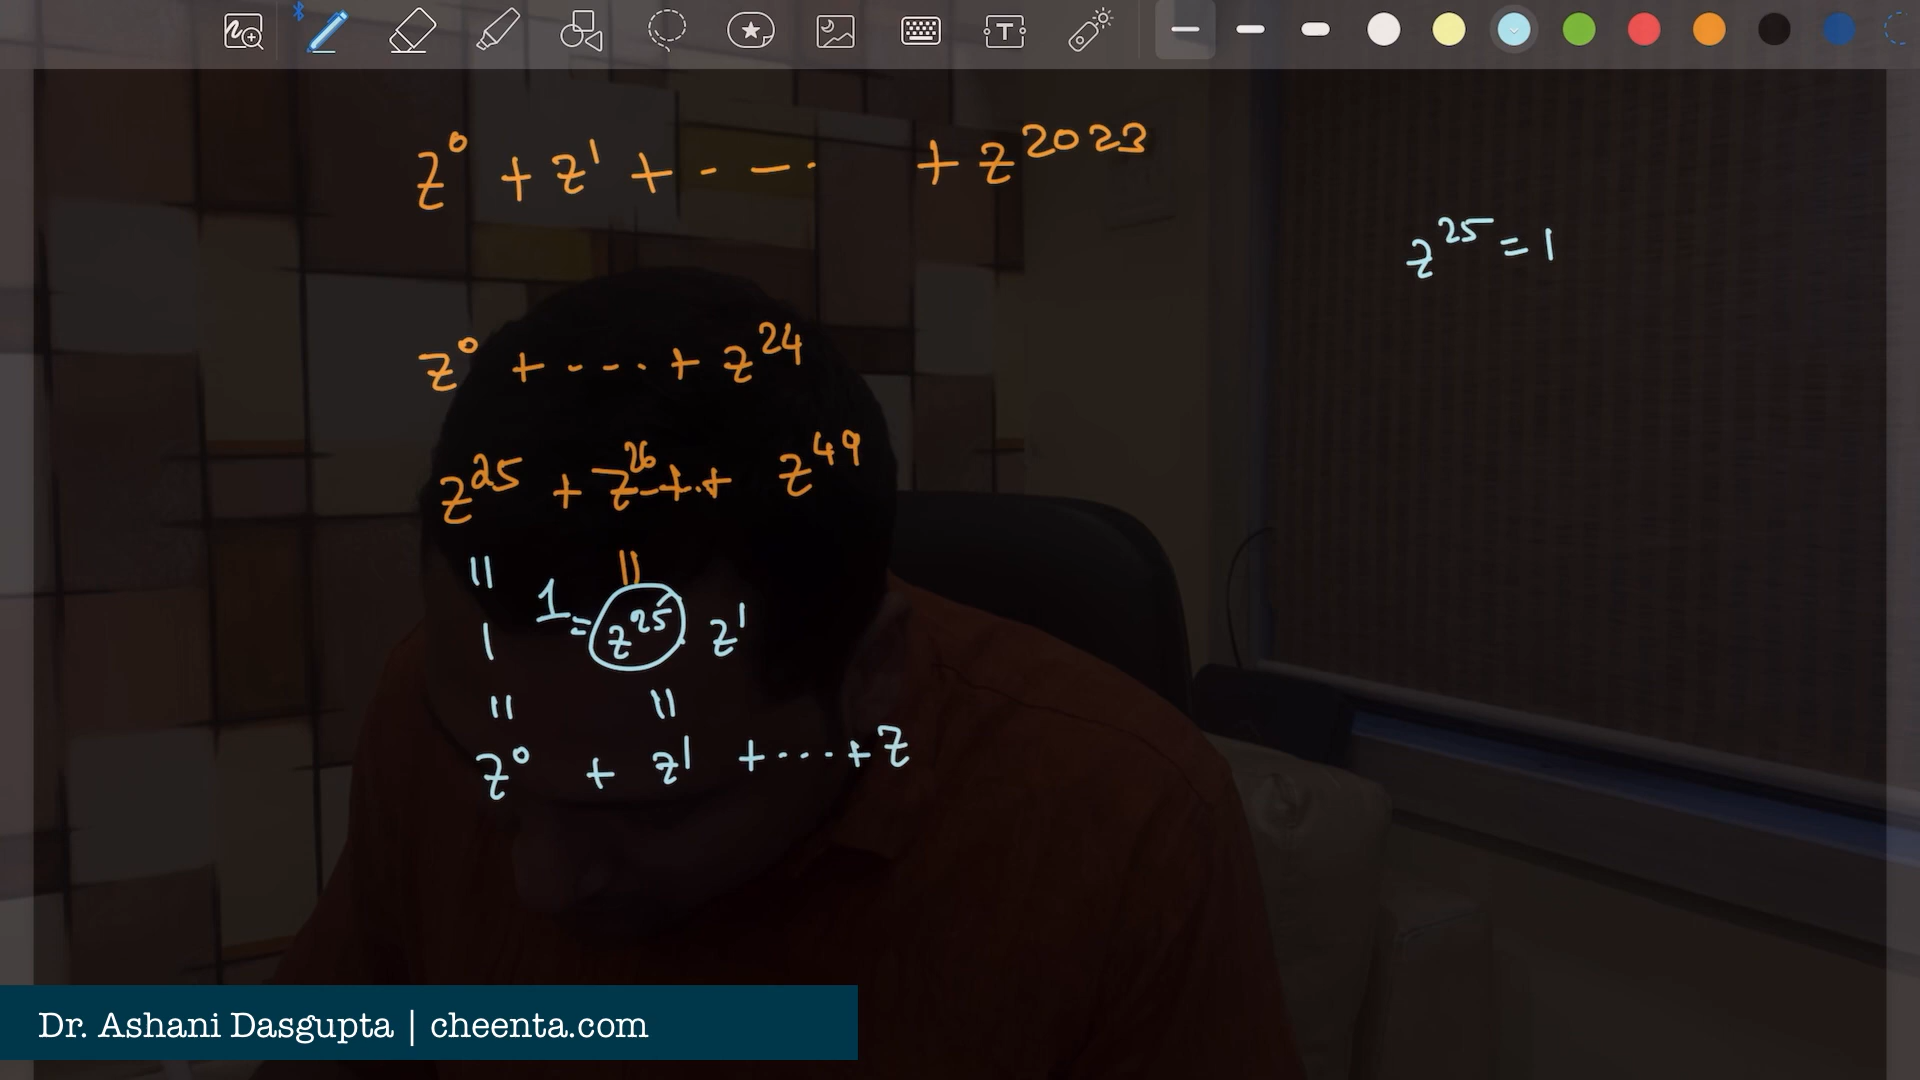 z⁰ + z¹ + - — · + z²⁰²³
z²⁵ = 1
z⁰ + - - - · + z²⁴
z²⁵ + z²⁶ - + · + z⁴⁹
|| ||
1 1 = z²⁵ z¹
|| ||
z⁰ + z¹ + · · · + z
Dr. Ashani Dasgupta | cheenta.com